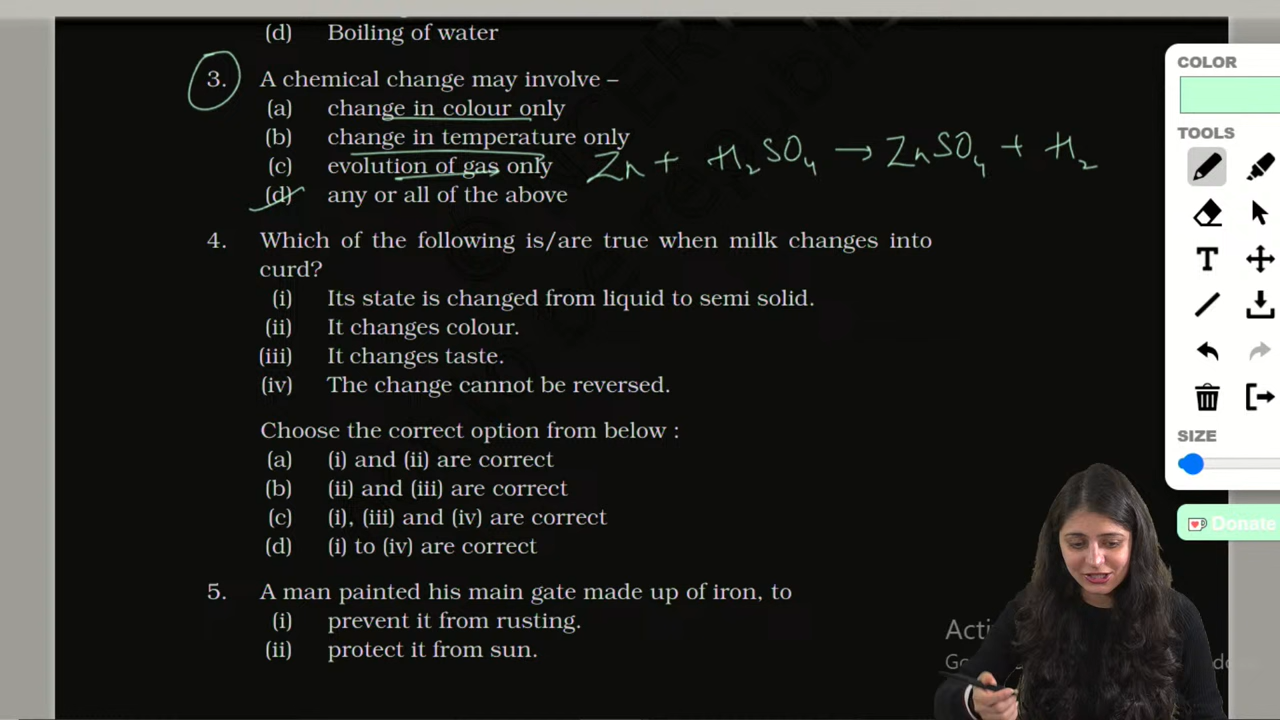 (d) Boiling of water
3. A chemical change may involve –
(a) change in colour only
(b) change in temperature only
(c) evolution of gas only
Zn + H₂SO₄ → ZnSO₄ + H₂
(d) any or all of the above
4. Which of the following is/are true when milk changes into
curd?
(i) Its state is changed from liquid to semi solid.
(ii) It changes colour.
(iii) It changes taste.
(iv) The change cannot be reversed.
Choose the correct option from below :
(a) (i) and (ii) are correct
(b) (ii) and (iii) are correct
(c) (i), (iii) and (iv) are correct
(d) (i) to (iv) are correct
5. A man painted his main gate made up of iron, to
(i) prevent it from rusting.
(ii) protect it from sun.
COLOR
TOOLS
T
SIZE
Donate